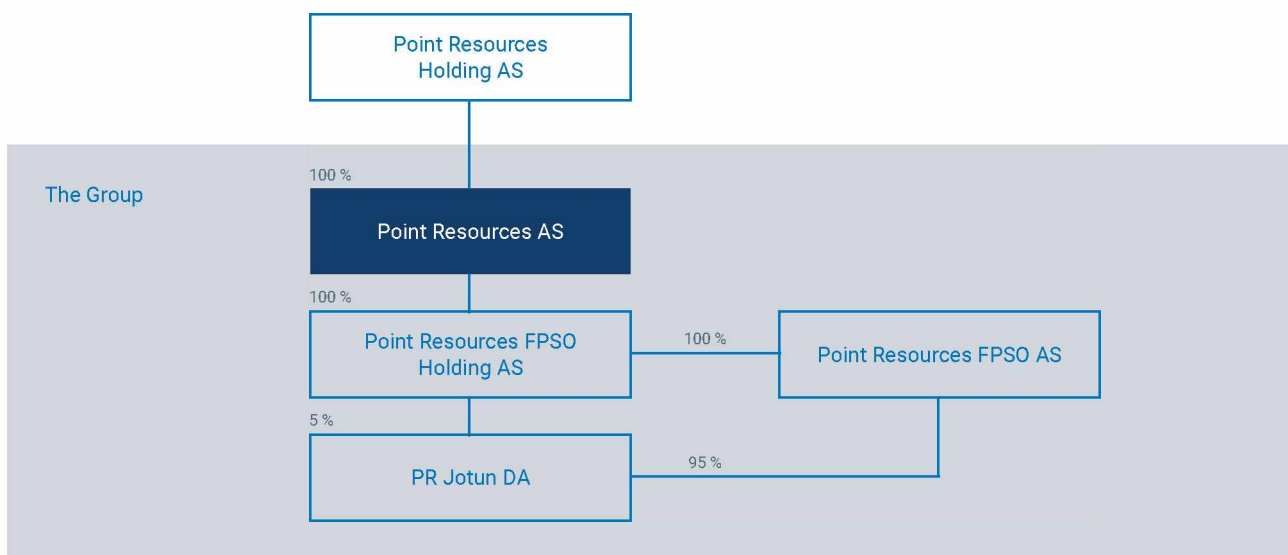 Point Resources
Holding AS
100 %
The Group
Point Resources AS
100 %
Point Resources FPSO
Holding AS
100 %
Point Resources FPSO AS
5 %
PR Jotun DA
95 %